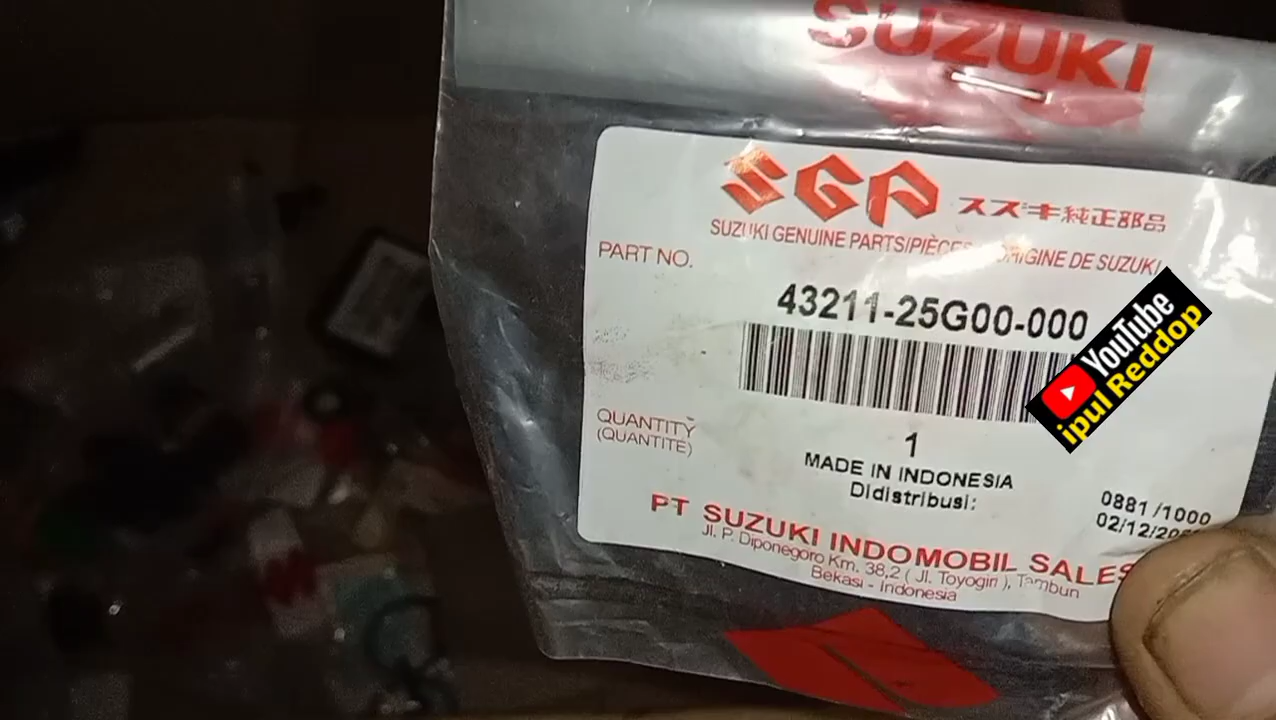 SUZUKI
SGP スズキ純正部品
SUZUKI GENUINE PARTS/PIÈCES ORIGINE DE SUZUKI
PART NO.
43211-25G00-000
YouTube
ipul Reddop
QUANTITY
(QUANTITÉ)
1
MADE IN INDONESIA
Didistribusi:
0881 /1000
02/12/20
PT SUZUKI INDOMOBIL SALES
Jl. P. Diponegoro Km. 38,2 ( Jl. Toyogiri ), Tambun
Bekasi - Indonesia